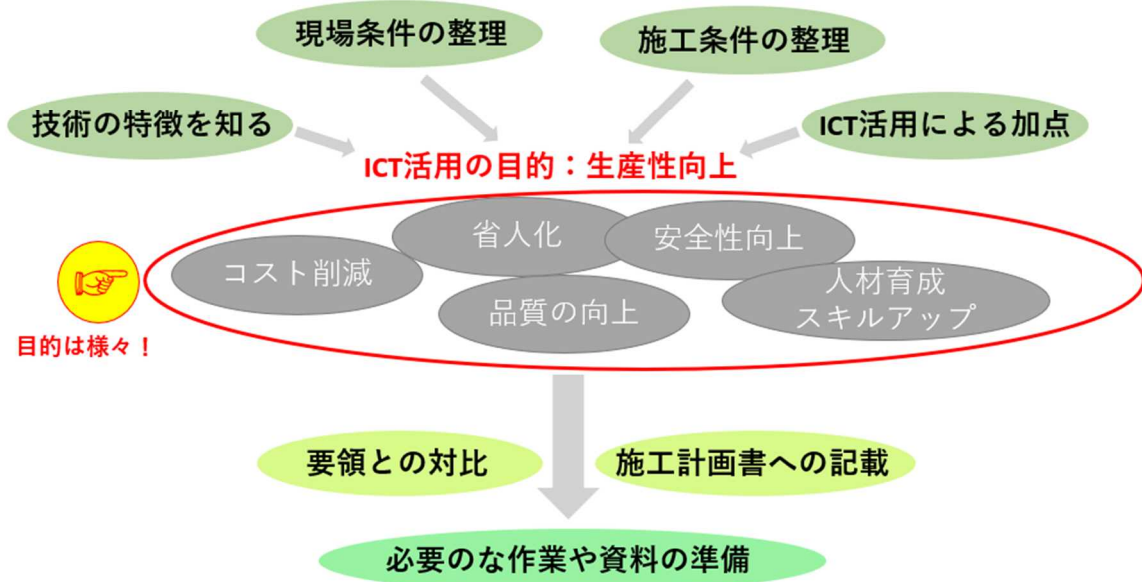 現場条件の整理
施工条件の整理
技術の特徴を知る
ICT活用による加点
ICT活用の目的：生産性向上
省人化
安全性向上
コスト削減
人材育成
スキルアップ
品質の向上
目的は様々！
要領との対比
施工計画書への記載
必要のな作業や資料の準備